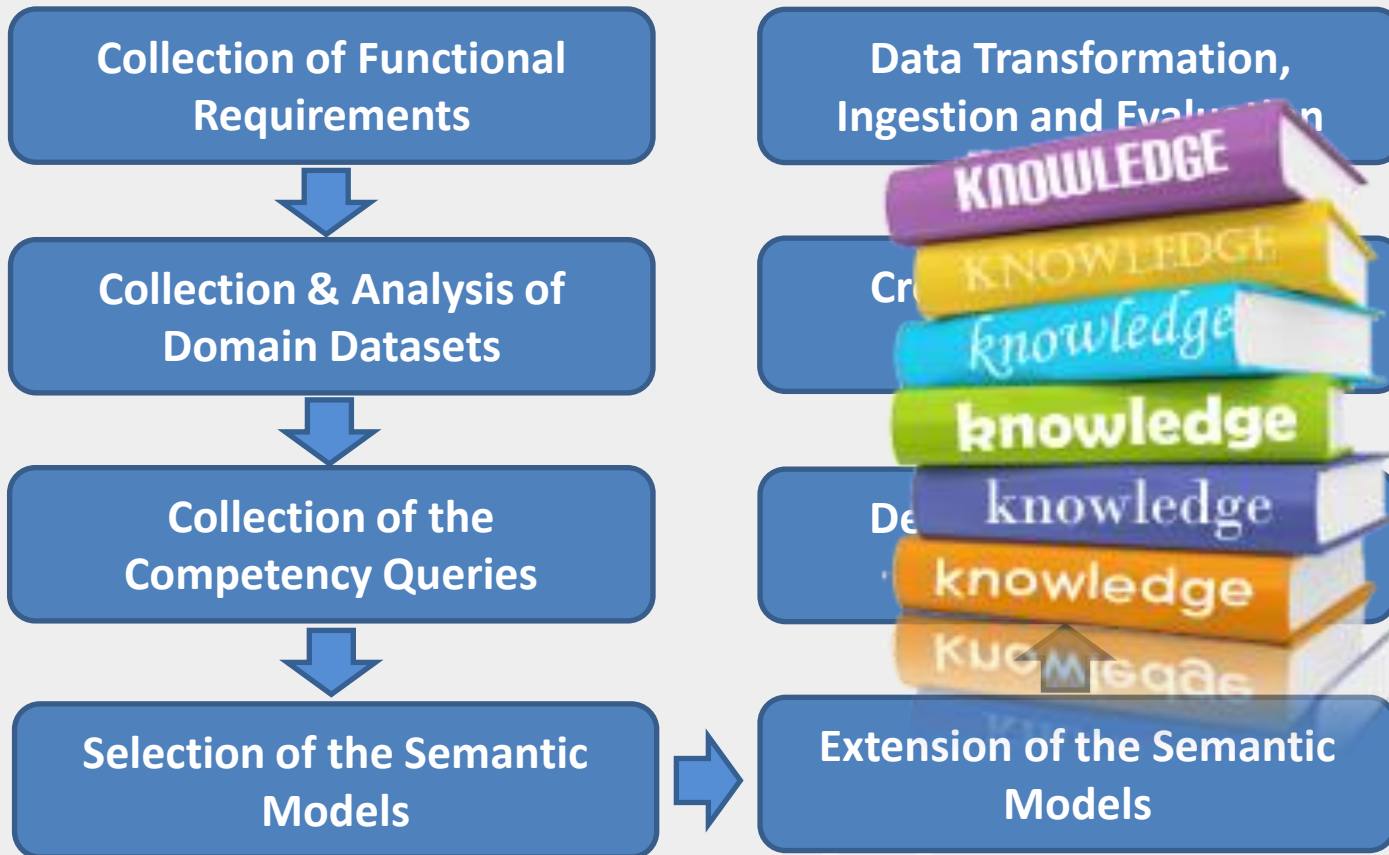 Collection of Functional
Requirements
Collection & Analysis of
Domain Datasets
Collection of the
Competency Queries
Selection of the Semantic
Models
Extension of the Semantic
Models
Data Transformation,
Ingestion and Evaluation
KNOWLEDGE
KNOWLEDGE
knowledge
knowledge
knowledge
knowledge